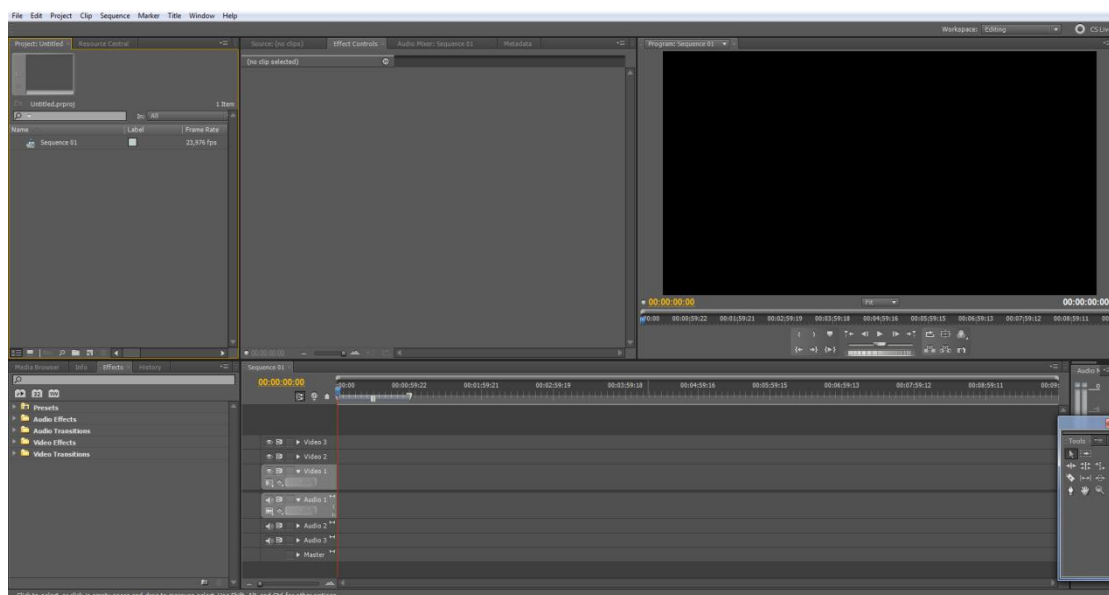 File Edit Project Clip Sequence Marker Title Window Help
Workspace: Editing
CS Live
Project: Untitled
Resource Central
Source: (no clips)
Effect Controls
Audio Mixer: Sequence 01
Metadata
Program: Sequence 01
(no clip selected)
Untitled.prproj
1 Item
All
Name
Label
Frame Rate
Sequence 01
23,976 fps
00:00:00:00
Fit
00:00:00:00
00:00 00:00:59:22 00:01:59:21 00:02:59:19 00:03:59:18 00:04:59:16 00:05:59:15 00:06:59:13 00:07:59:12 00:08:59:11
00:00:00:00
Media Browser
Info
Effects
History
Presets
Audio Effects
Audio Transitions
Video Effects
Video Transitions
Sequence 01
00:00:00:00
00:00 00:00:59:22 00:01:59:21 00:02:59:19 00:03:59:18 00:04:59:16 00:05:59:15 00:06:59:13 00:07:59:12 00:08:59:11 00:09:
Video 3
Video 2
Video 1
Audio 1
Audio 2
Audio 3
Master
Audio
0
Tools